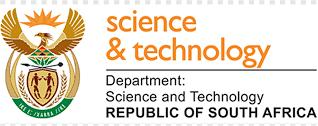 science
& technology
Department:
Science and Technology
REPUBLIC OF SOUTH AFRICA